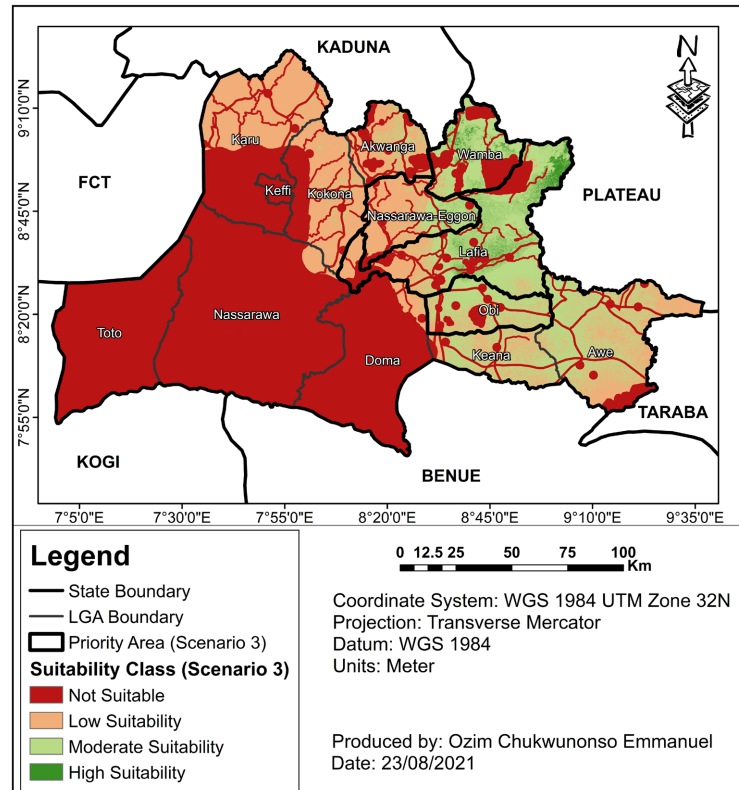 KADUNA
N
9°10'0"N
Karu
Akwanga
Wamba
FCT
Keffi
Kokona
PLATEAU
8°45'0"N
Nassarawa-Eggon
Lafia
8°20'0"N
Toto
Nassarawa
Obi
Doma
Keana
Awe
7°55'0"N
TARABA
KOGI
BENUE
7°5'0"E 7°30'0"E 7°55'0"E 8°20'0"E 8°45'0"E 9°10'0"E 9°35'0"E
Legend
State Boundary
LGA Boundary
Priority Area (Scenario 3)
Suitability Class (Scenario 3)
Not Suitable
Low Suitability
Moderate Suitability
High Suitability
0 12.5 25 50 75 100
Km
Coordinate System: WGS 1984 UTM Zone 32N
Projection: Transverse Mercator
Datum: WGS 1984
Units: Meter
Produced by: Ozim Chukwunonso Emmanuel
Date: 23/08/2021